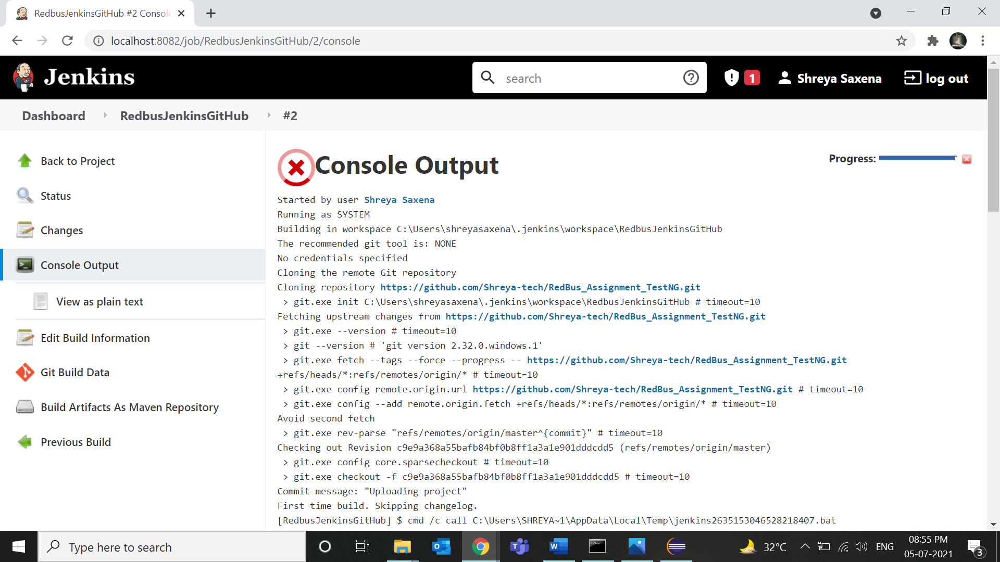 RedbusJenkinsGitHub #2 Console
localhost:8082/job/RedbusJenkinsGitHub/2/console
Jenkins
search
1
Shreya Saxena
log out
Dashboard
RedbusJenkinsGitHub
#2
Back to Project
Status
Changes
Console Output
View as plain text
Edit Build Information
Git Build Data
Build Artifacts As Maven Repository
Previous Build
Console Output
Progress:
Started by user Shreya Saxena
Running as SYSTEM
Building in workspace C:\Users\shreyasaxena\.jenkins\workspace\RedbusJenkinsGitHub
The recommended git tool is: NONE
No credentials specified
Cloning the remote Git repository
Cloning repository https://github.com/Shreya-tech/RedBus_Assignment_TestNG.git
> git.exe init C:\Users\shreyasaxena\.jenkins\workspace\RedbusJenkinsGitHub # timeout=10
Fetching upstream changes from https://github.com/Shreya-tech/RedBus_Assignment_TestNG.git
> git.exe --version # timeout=10
> git --version # 'git version 2.32.0.windows.1'
> git.exe fetch --tags --force --progress -- https://github.com/Shreya-tech/RedBus_Assignment_TestNG.git
+refs/heads/*:refs/remotes/origin/* # timeout=10
> git.exe config remote.origin.url https://github.com/Shreya-tech/RedBus_Assignment_TestNG.git # timeout=10
> git.exe config --add remote.origin.fetch +refs/heads/*:refs/remotes/origin/* # timeout=10
Avoid second fetch
> git.exe rev-parse "refs/remotes/origin/master^{commit}" # timeout=10
Checking out Revision c9e9a368a55bafb84bf0b8ff1a3a1e901dddcdd5 (refs/remotes/origin/master)
> git.exe config core.sparsecheckout # timeout=10
> git.exe checkout -f c9e9a368a55bafb84bf0b8ff1a3a1e901dddcdd5 # timeout=10
Commit message: "Uploading project"
First time build. Skipping changelog.
[RedbusJenkinsGitHub] $ cmd /c call C:\Users\SHREYA~1\AppData\Local\Temp\jenkins2635153046528218407.bat
Type here to search
32°C
ENG
08:55 PM
05-07-2021
3